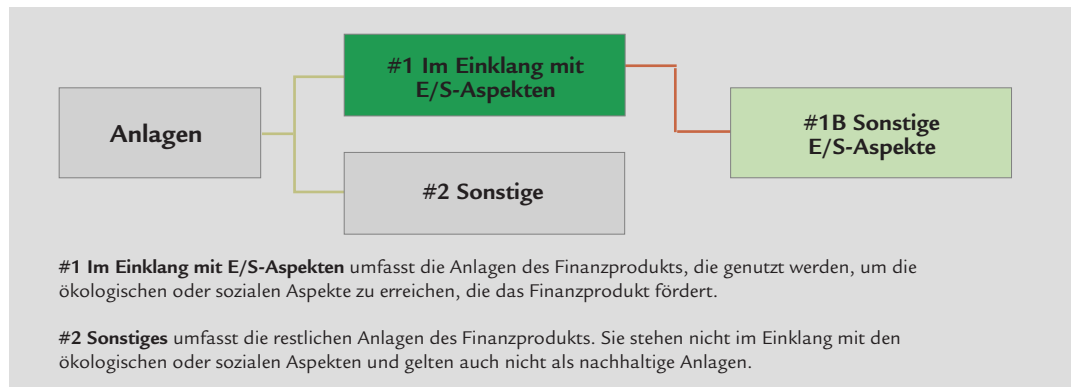 #1 Im Einklang mit
E/S-Aspekten
Anlagen
#1B Sonstige
E/S-Aspekte
#2 Sonstige
#1 Im Einklang mit E/S-Aspekten umfasst die Anlagen des Finanzprodukts, die genutzt werden, um die
ökologischen oder sozialen Aspekte zu erreichen, die das Finanzprodukt fördert.
#2 Sonstiges umfasst die restlichen Anlagen des Finanzprodukts. Sie stehen nicht im Einklang mit den
ökologischen oder sozialen Aspekten und gelten auch nicht als nachhaltige Anlagen.